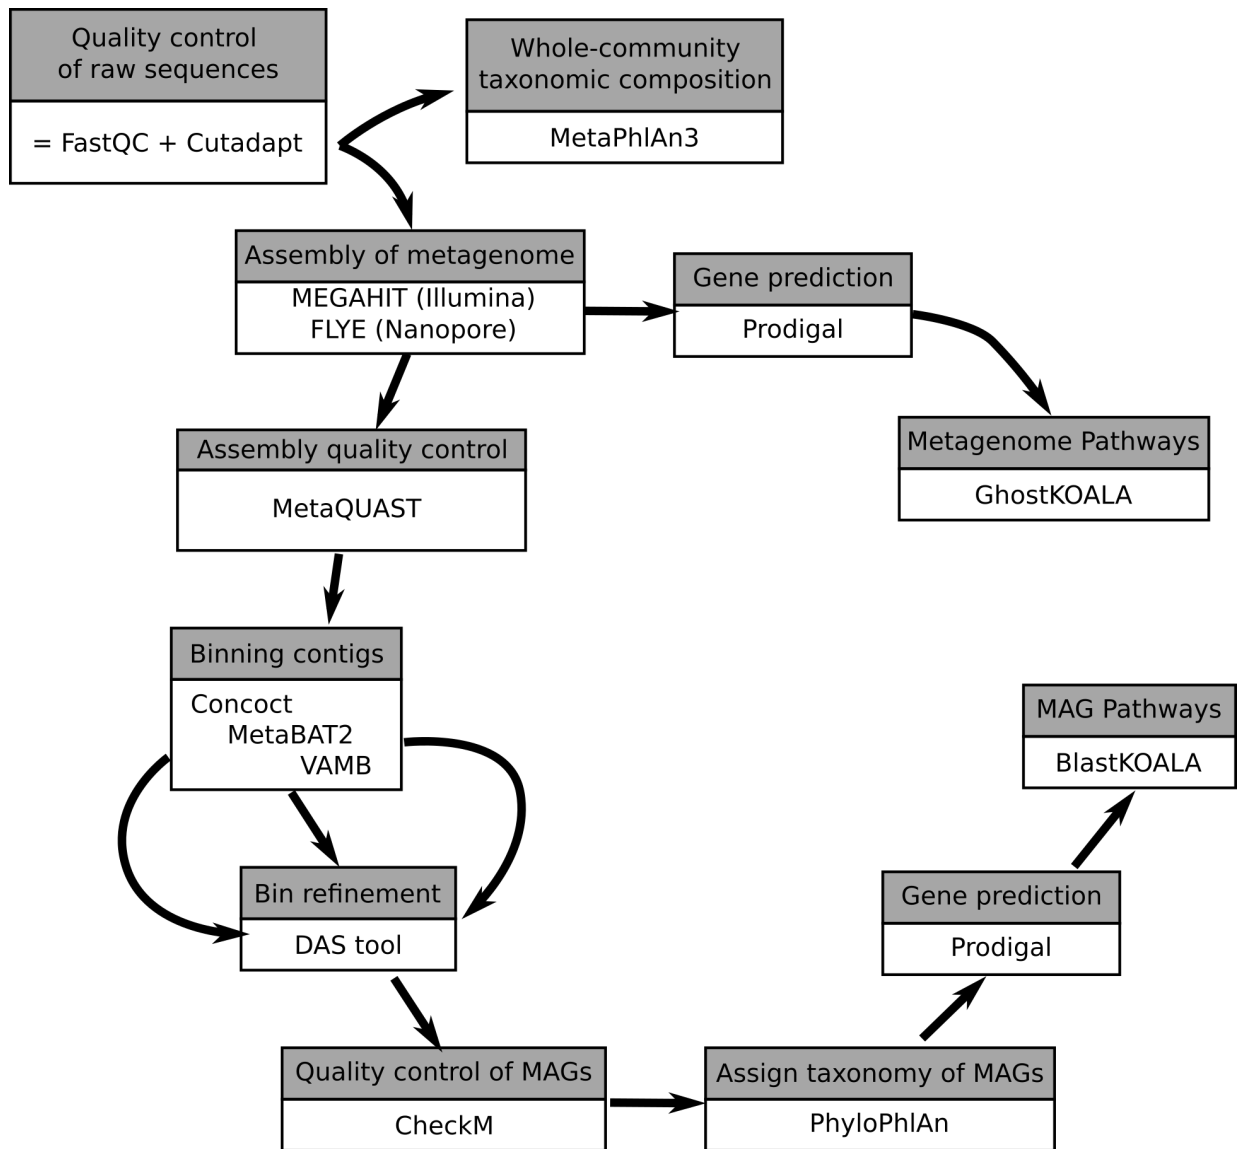 Quality control
of raw sequences
= FastQC + Cutadapt
Whole-community
taxonomic composition
MetaPhlAn3
Assembly of metagenome
MEGAHIT (Illumina)
FLYE (Nanopore)
Gene prediction
Prodigal
Metagenome Pathways
GhostKOALA
Assembly quality control
MetaQUAST
Binning contigs
Concoct
MetaBAT2
VAMB
Bin refinement
DAS tool
Quality control of MAGs
CheckM
Assign taxonomy of MAGs
PhyloPhlAn
Gene prediction
Prodigal
MAG Pathways
BlastKOALA